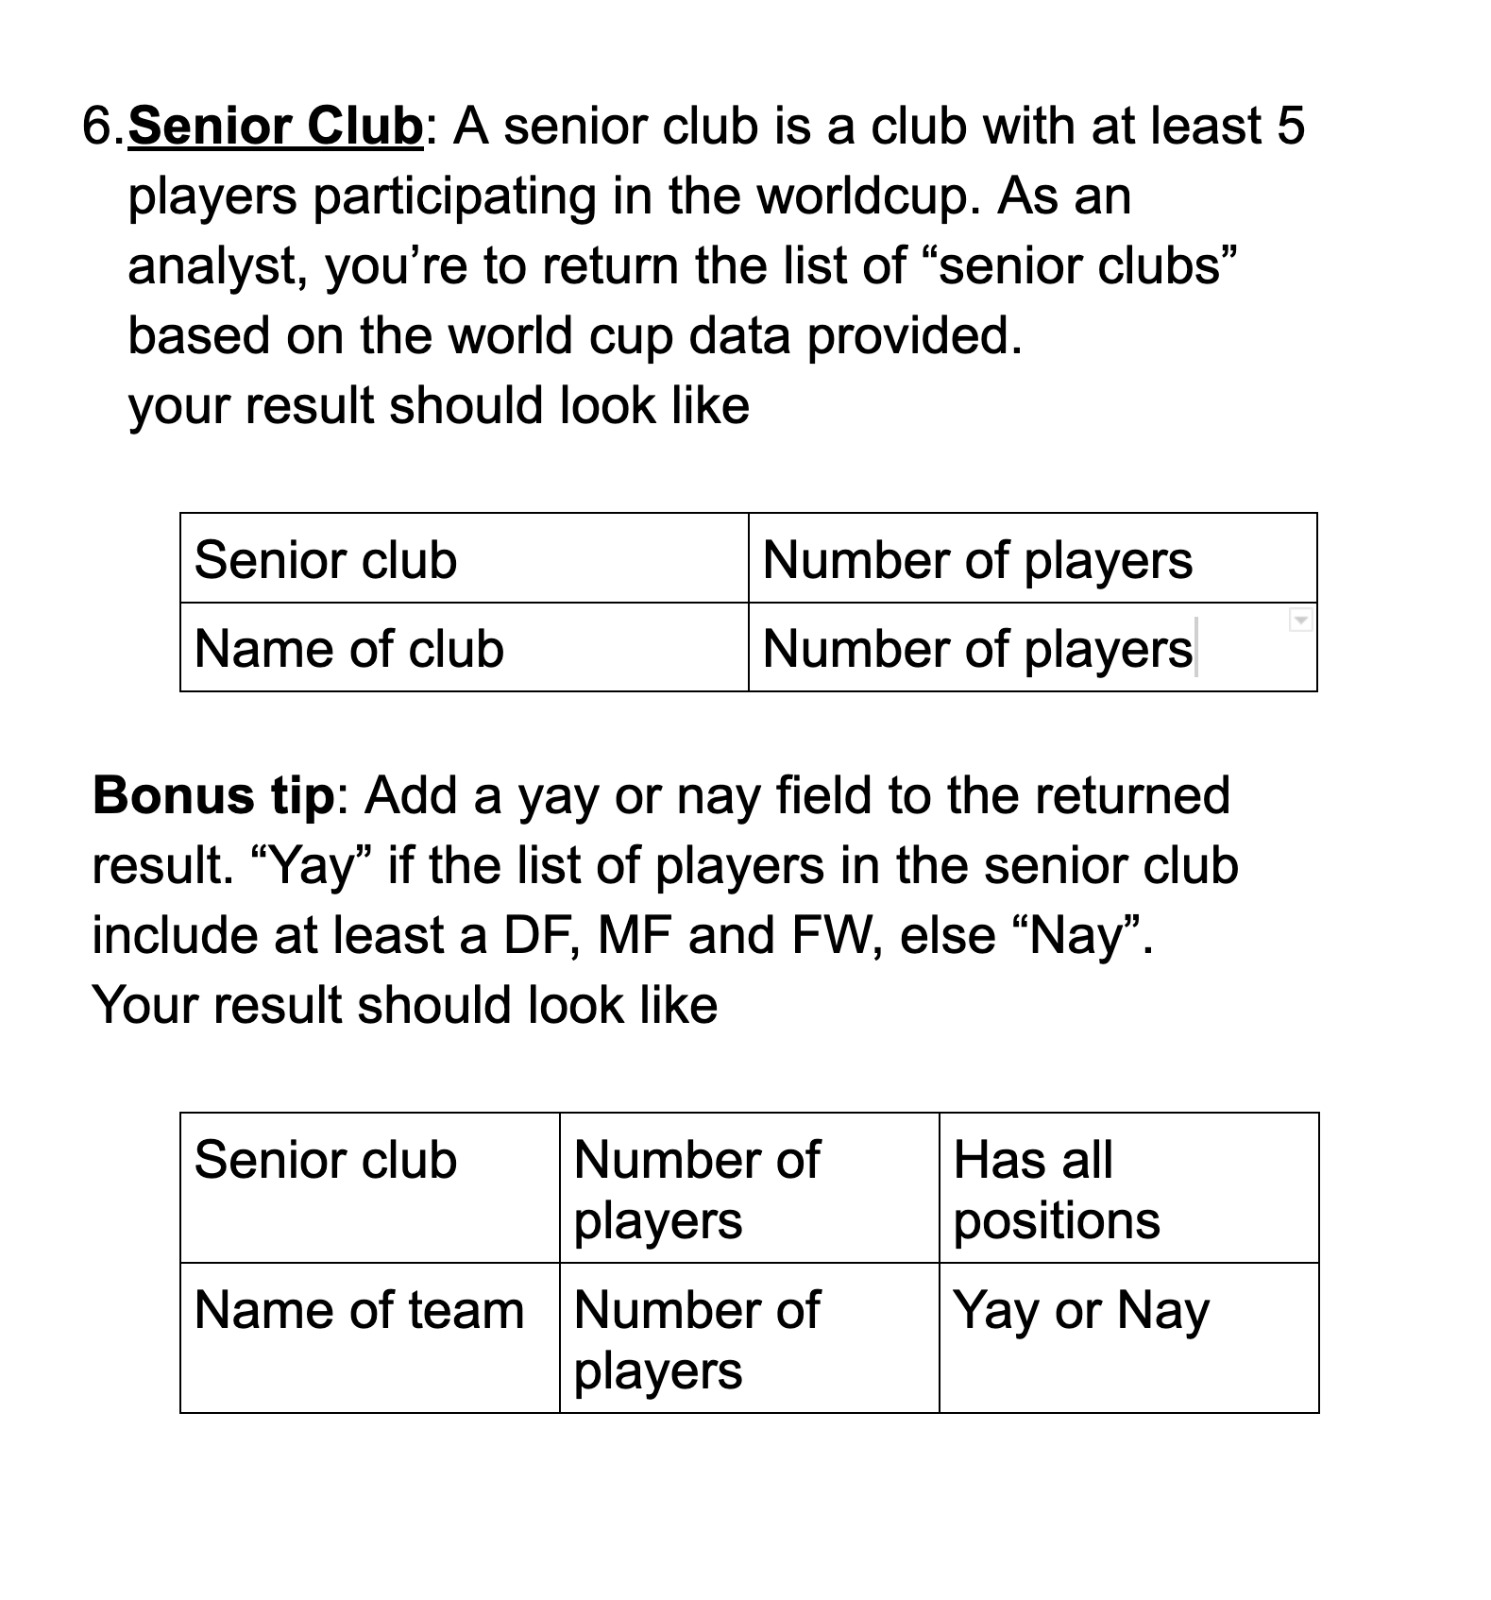 6.Senior Club: A senior club is a club with at least 5
players participating in the worldcup. As an
analyst, you’re to return the list of “senior clubs”
based on the world cup data provided.
your result should look like
Senior club Number of players
Name of club Number of players
Bonus tip: Add a yay or nay field to the returned
result. “Yay” if the list of players in the senior club
include at least a DF, MF and FW, else “Nay”.
Your result should look like
Senior club Number of players Has all positions
Name of team Number of players Yay or Nay